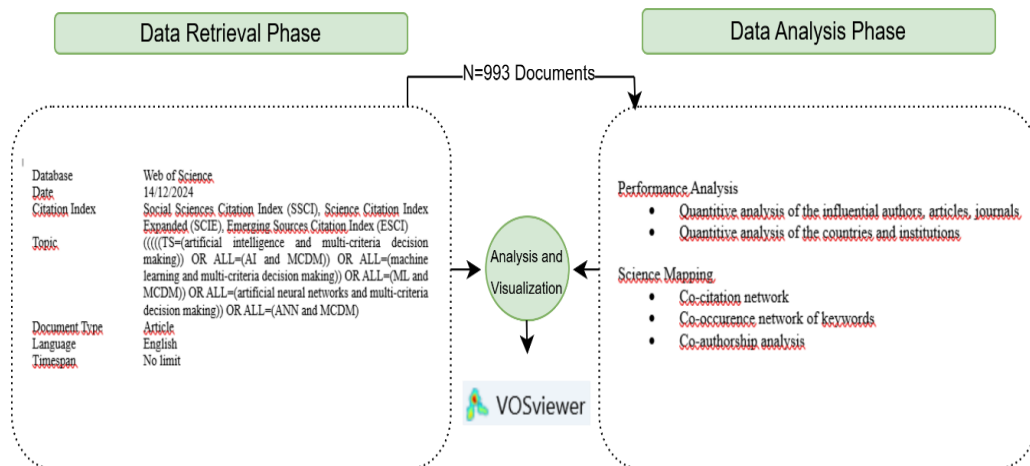 Data Retrieval Phase
Data Analysis Phase
N=993 Documents
Database Web of Science
Date 14/12/2024
Citation Index Social Sciences Citation Index (SSCI), Science Citation Index
Expanded (SCIE), Emerging Sources Citation Index (ESCI)
Topic (((((TS=(artificial intelligence and multi-criteria decision
making)) OR ALL=(AI and MCDM)) OR ALL=(machine
learning and multi-criteria decision making)) OR ALL=(ML and
MCDM)) OR ALL=(artificial neural networks and multi-criteria
decision making)) OR ALL=(ANN and MCDM)
Document Type Article
Language English
Timespan No limit
Analysis and
Visualization
VOSviewer
Performance Analysis
• Quantitive analysis of the influential authors, articles, journals
• Quantitive analysis of the countries and institutions
Science Mapping
• Co-citation network
• Co-occurence network of keywords
• Co-authorship analysis